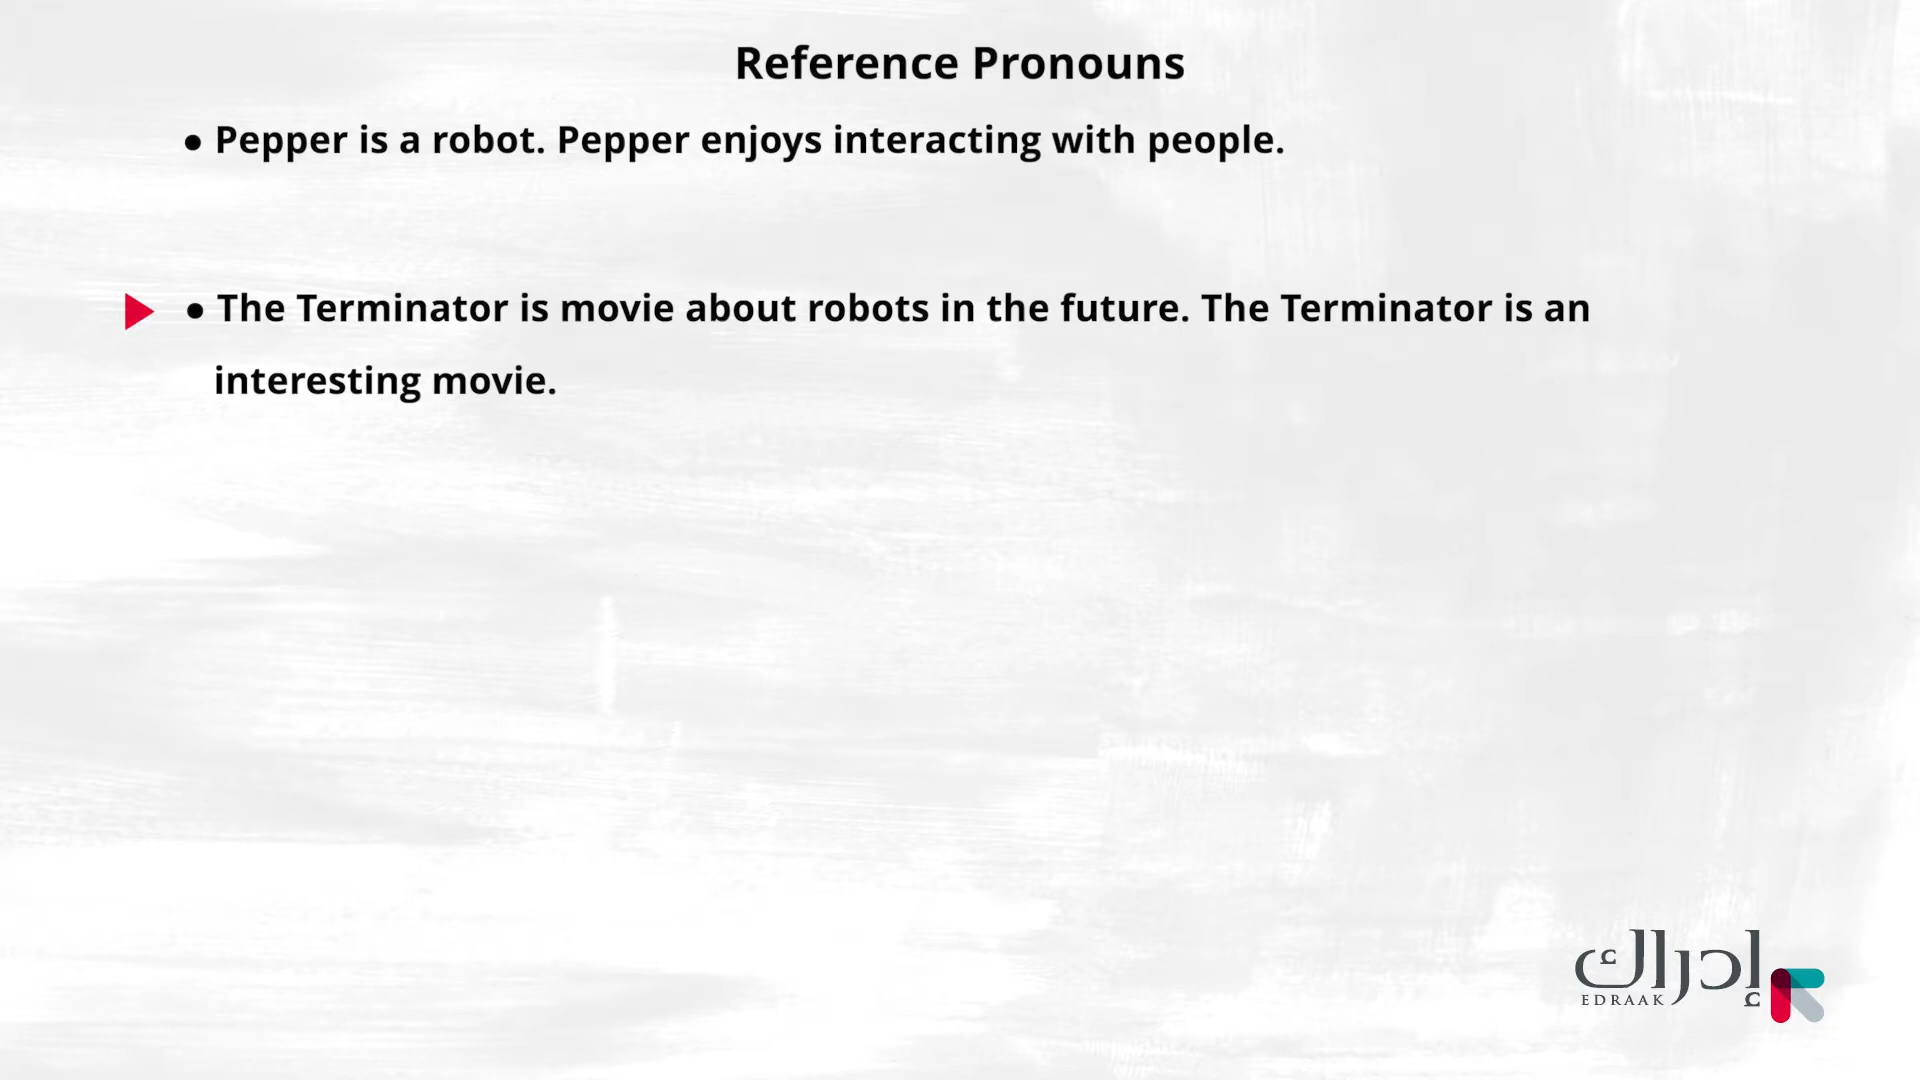 Reference Pronouns
• Pepper is a robot. Pepper enjoys interacting with people.
• The Terminator is movie about robots in the future. The Terminator is an
interesting movie.
إدراك
EDRAAK